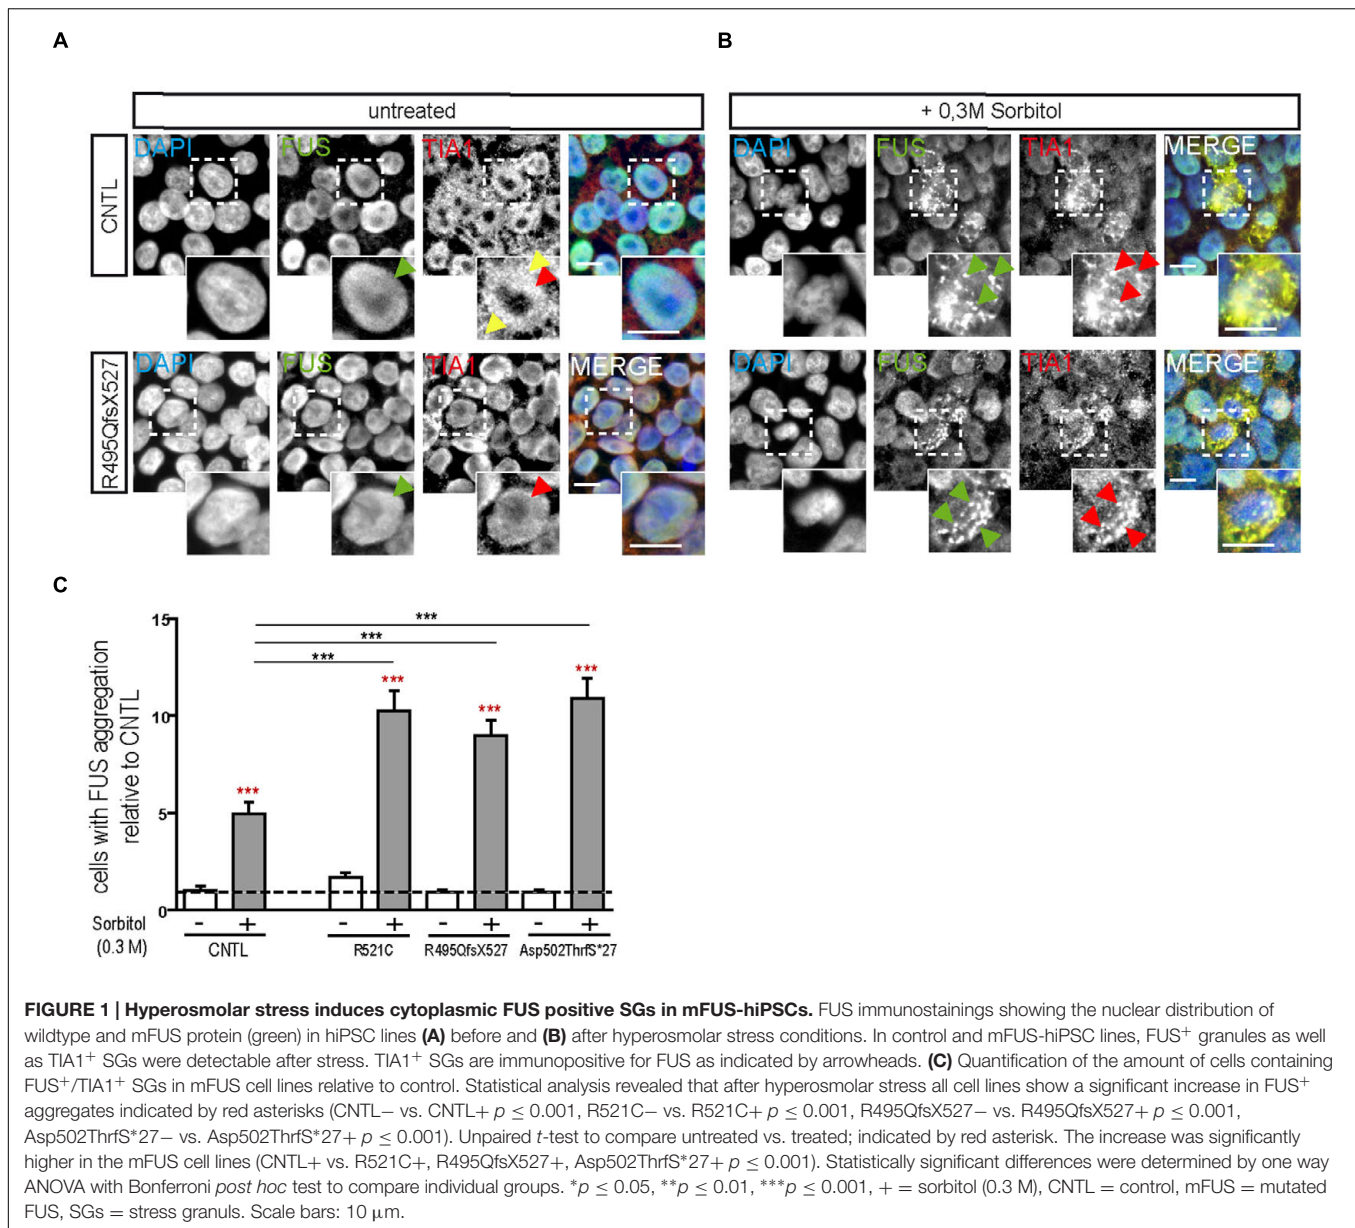 A
B
untreated
+ 0,3M Sorbitol
CNTL
DAPI
FUS
TIA1
DAPI
FUS
TIA1
MERGE
R495QfsX527
DAPI
FUS
TIA1
MERGE
DAPI
FUS
TIA1
MERGE
C
cells with FUS aggregation
relative to CNTL
15
10
5
0
***
***
***
***
***
***
***
Sorbitol
(0.3 M)
- + - + - + - +
CNTL R521C R495QfsX527 Asp502ThrfS*27
FIGURE 1 | Hyperosmolar stress induces cytoplasmic FUS positive SGs in mFUS-hiPSCs. FUS immunostainings showing the nuclear distribution of
wildtype and mFUS protein (green) in hiPSC lines (A) before and (B) after hyperosmolar stress conditions. In control and mFUS-hiPSC lines, FUS+ granules as well
as TIA1+ SGs were detectable after stress. TIA1+ SGs are immunopositive for FUS as indicated by arrowheads. (C) Quantification of the amount of cells containing
FUS+/TIA1+ SGs in mFUS cell lines relative to control. Statistical analysis revealed that after hyperosmolar stress all cell lines show a significant increase in FUS+
aggregates indicated by red asterisks (CNTL− vs. CNTL+ p ≤ 0.001, R521C− vs. R521C+ p ≤ 0.001, R495QfsX527− vs. R495QfsX527+ p ≤ 0.001,
Asp502ThrfS*27− vs. Asp502ThrfS*27+ p ≤ 0.001). Unpaired t-test to compare untreated vs. treated; indicated by red asterisk. The increase was significantly
higher in the mFUS cell lines (CNTL+ vs. R521C+, R495QfsX527+, Asp502ThrfS*27+ p ≤ 0.001). Statistically significant differences were determined by one way
ANOVA with Bonferroni post hoc test to compare individual groups. *p ≤ 0.05, **p ≤ 0.01, ***p ≤ 0.001, + = sorbitol (0.3 M), CNTL = control, mFUS = mutated
FUS, SGs = stress granuls. Scale bars: 10 μm.